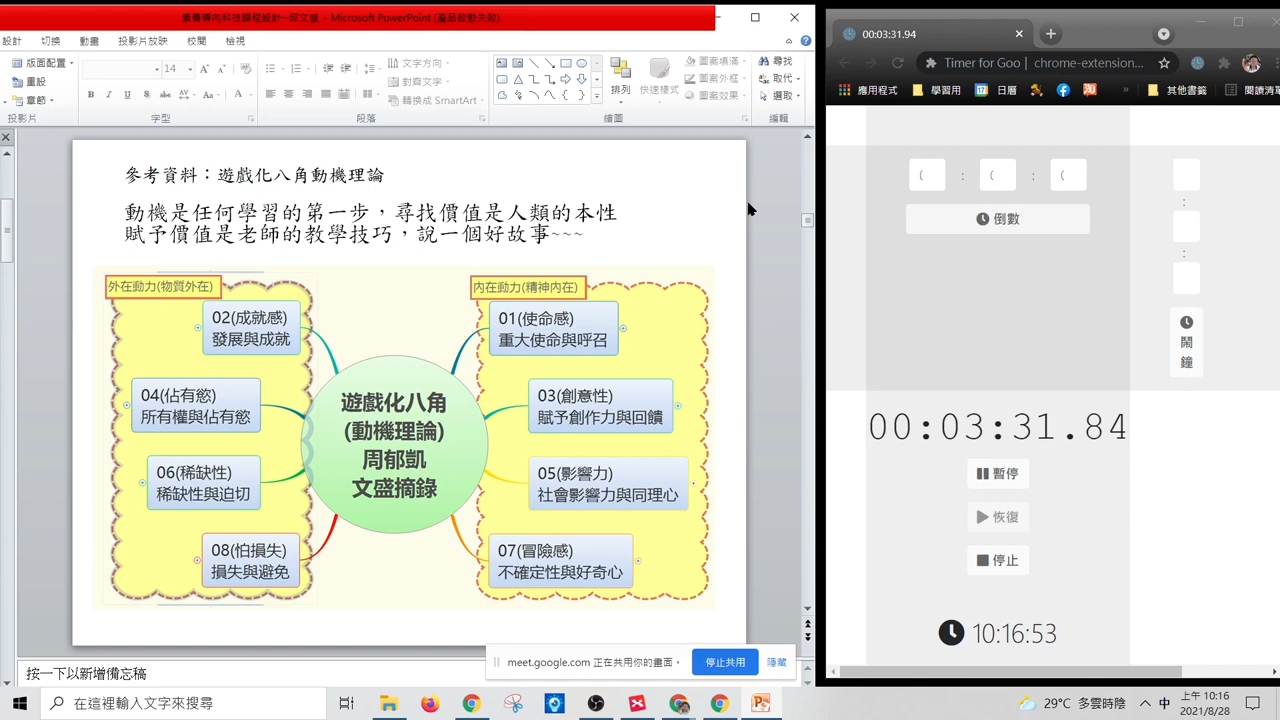 素養導向科技課程設計--邱文盛 - Microsoft PowerPoint (產品啟動失敗)
設計 切換 動畫 投影片放映 校閱 檢視
版面配置
重設
章節
投影片
14
字型
文字方向
對齊文字
轉換成 SmartArt
段落
排列
快速樣式
圖案填滿
圖案外框
圖案效果
繪圖
尋找
取代
選取
編輯
參考資料：遊戲化八角動機理論
動機是任何學習的第一步，尋找價值是人類的本性
賦予價值是老師的教學技巧，說一個好故事~~~
外在動力(物質外在)
02(成就感)
發展與成就
04(佔有慾)
所有權與佔有慾
06(稀缺性)
稀缺性與迫切
08(怕損失)
損失與避免
遊戲化八角
(動機理論)
周郁凱
文盛摘錄
內在動力(精神內在)
01(使命感)
重大使命與呼召
03(創意性)
賦予創作力與回饋
05(影響力)
社會影響力與同理心
07(冒險感)
不確定性與好奇心
按一下以新增備忘稿
meet.google.com 正在共用你的畫面。 停止共用 隱藏
00:03:31.94
Timer for Goo | chrome-extension...
應用程式 學習用 日曆 其他書籤 閱讀清單
: :
倒數
:
:
鬧
鐘
00:03:31.84
暫停
恢復
停止
10:16:53
在這裡輸入文字來搜尋
29°C 多雲時陰
中
上午 10:16
2021/8/28